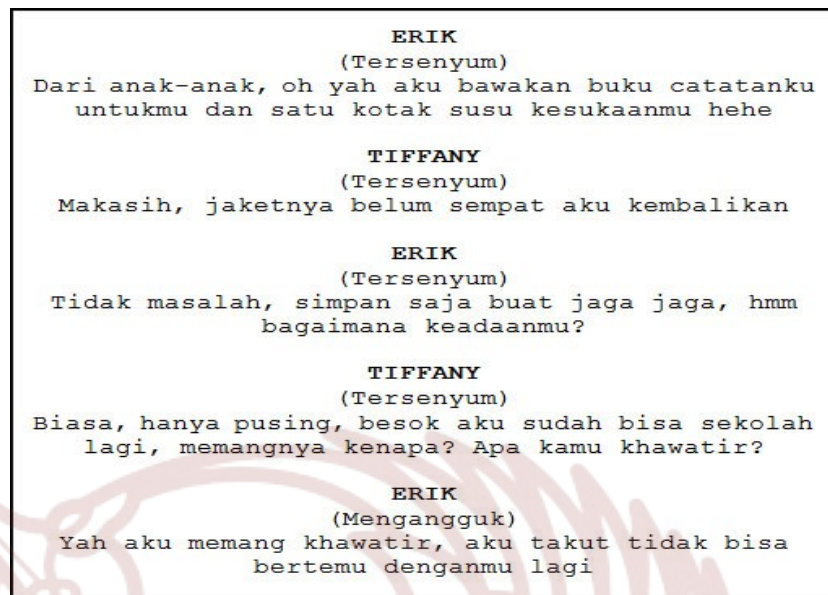 ERIK
(Tersenyum)
Dari anak-anak, oh yah aku bawakan buku catatanku
untukmu dan satu kotak susu kesukaanmu hehe
TIFFANY
(Tersenyum)
Makasih, jaketnya belum sempat aku kembalikan
ERIK
(Tersenyum)
Tidak masalah, simpan saja buat jaga jaga, hmm
bagaimana keadaanmu?
TIFFANY
(Tersenyum)
Biasa, hanya pusing, besok aku sudah bisa sekolah
lagi, memangnya kenapa? Apa kamu khawatir?
ERIK
(Mengangguk)
Yah aku memang khawatir, aku takut tidak bisa
bertemu denganmu lagi